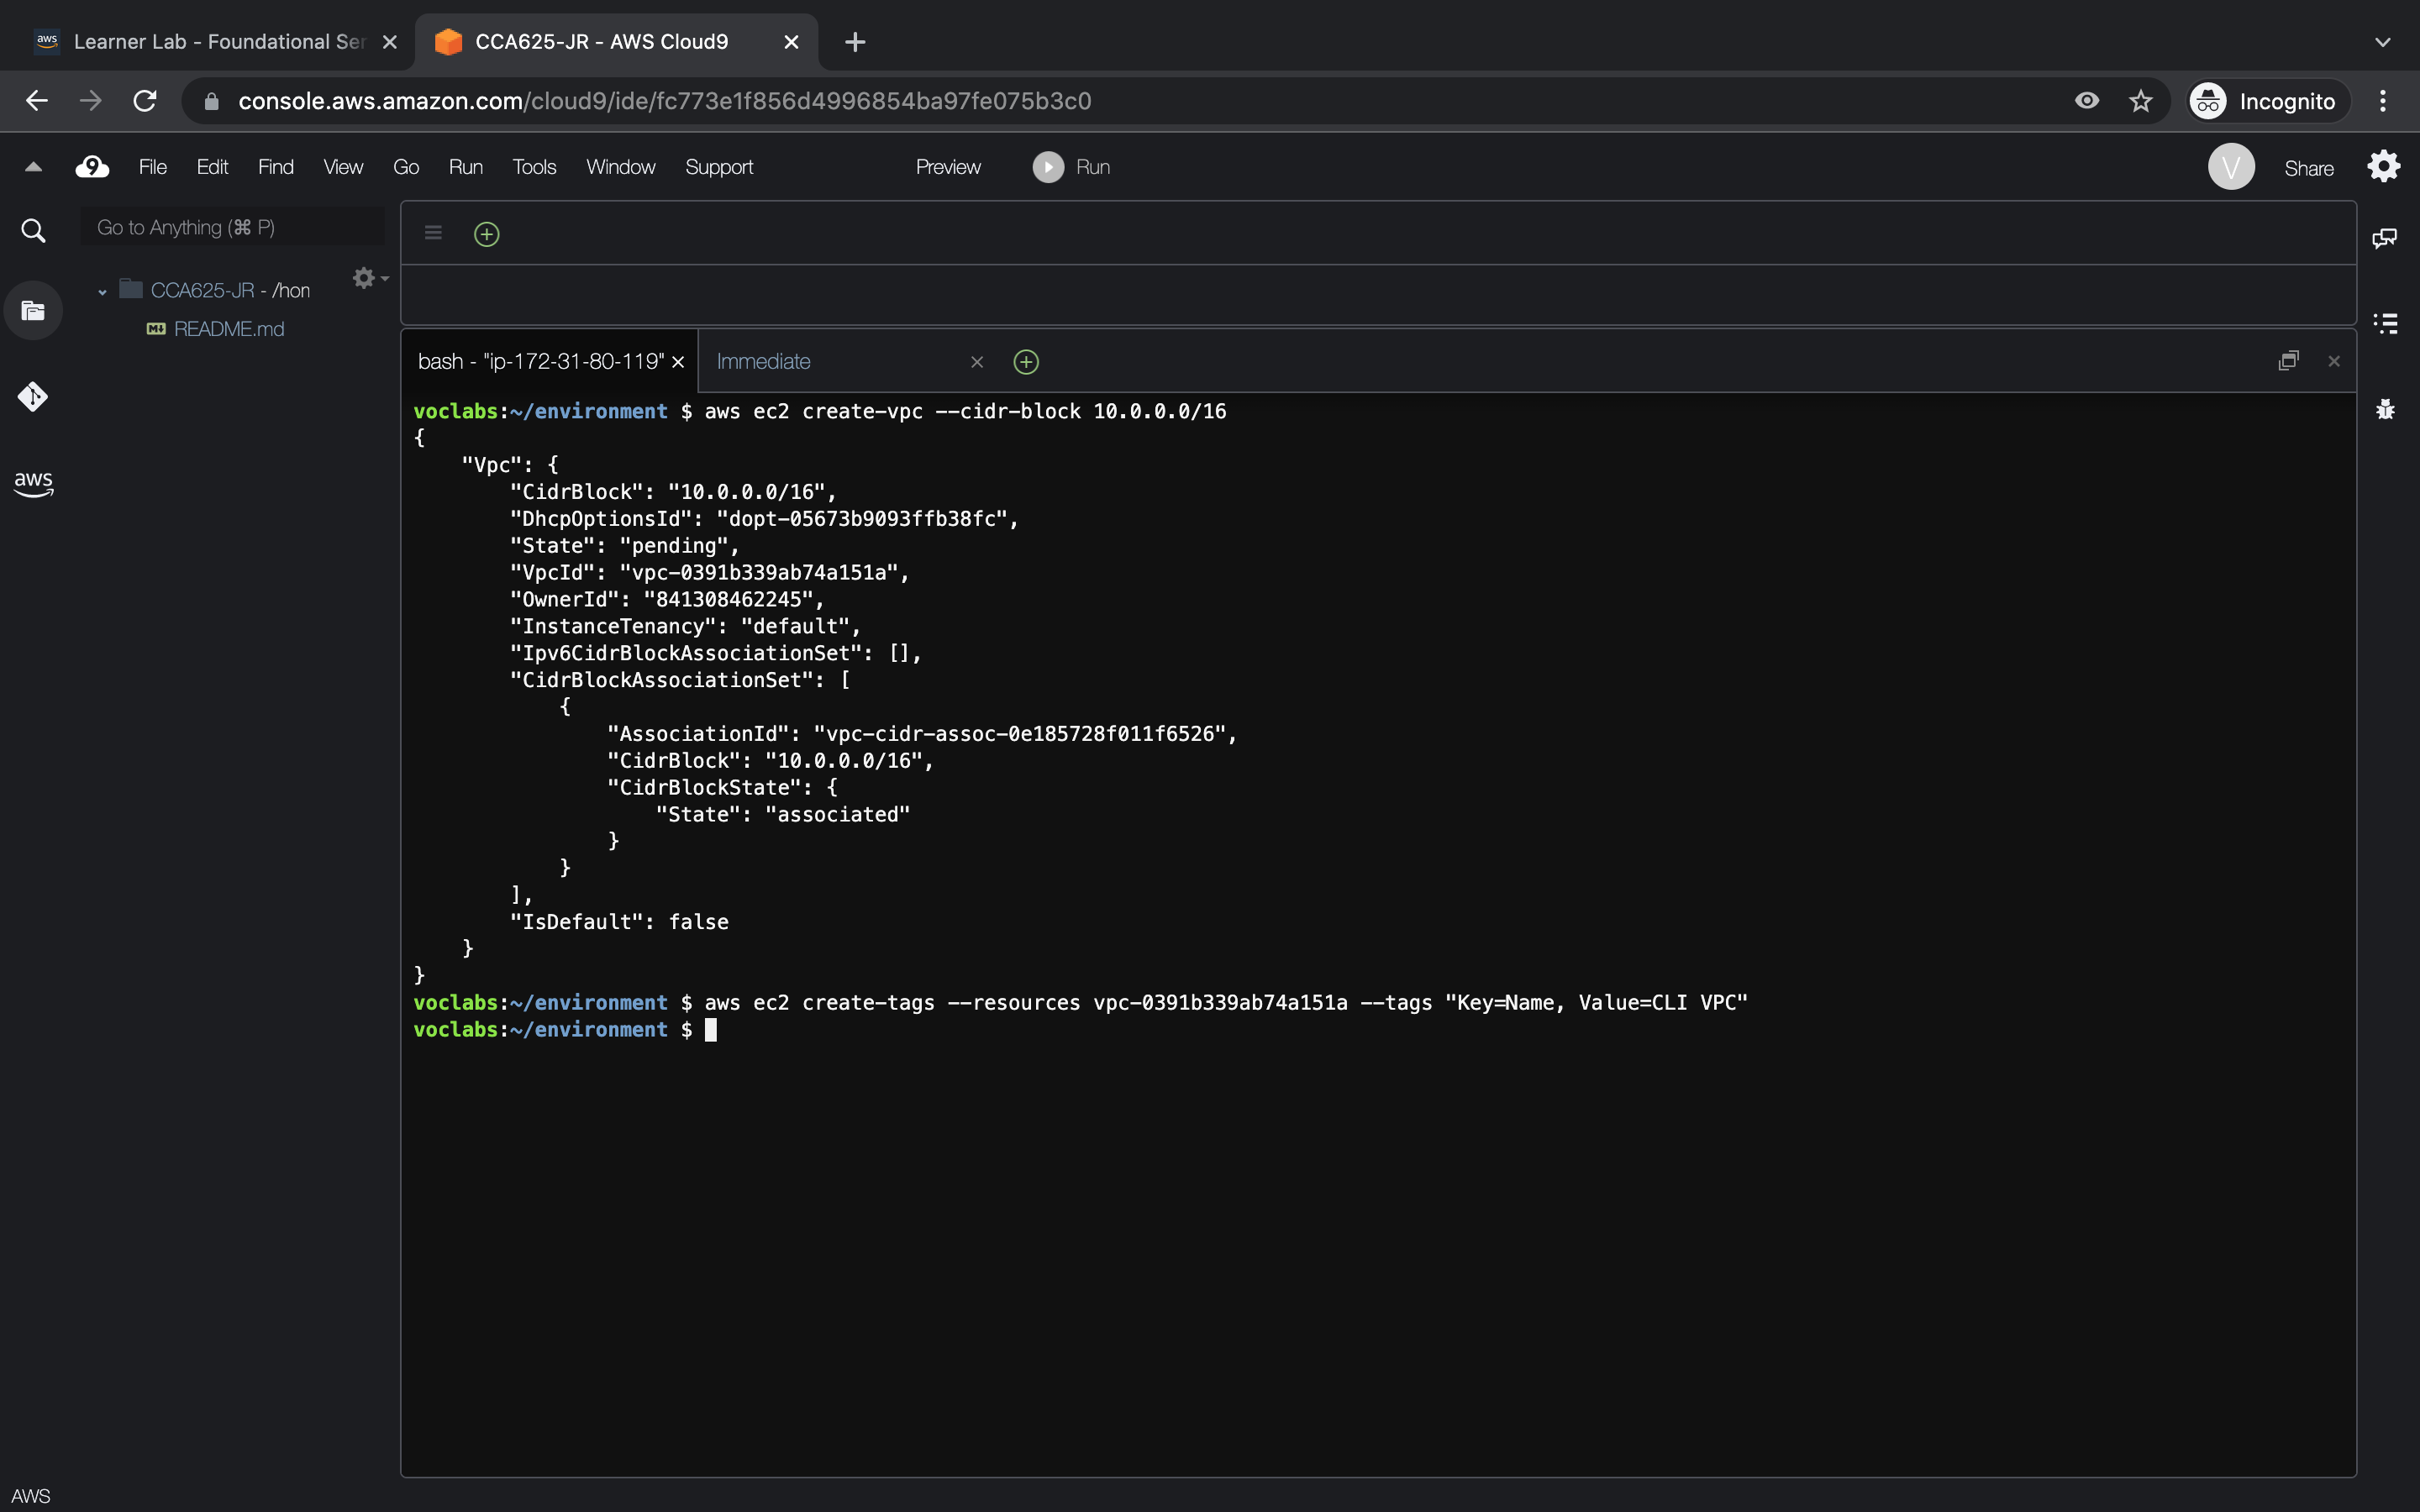 aws Learner Lab - Foundational Ser
CCA625-JR - AWS Cloud9
console.aws.amazon.com/cloud9/ide/fc773e1f856d4996854ba97fe075b3c0
Incognito
9 File Edit Find View Go Run Tools Window Support Preview Run V Share
Go to Anything (⌘ P)
CCA625-JR - /hon
README.md
aws
bash - "ip-172-31-80-119" Immediate
voclabs:~/environment $ aws ec2 create-vpc --cidr-block 10.0.0.0/16
{
    "Vpc": {
        "CidrBlock": "10.0.0.0/16",
        "DhcpOptionsId": "dopt-05673b9093ffb38fc",
        "State": "pending",
        "VpcId": "vpc-0391b339ab74a151a",
        "OwnerId": "841308462245",
        "InstanceTenancy": "default",
        "Ipv6CidrBlockAssociationSet": [],
        "CidrBlockAssociationSet": [
            {
                "AssociationId": "vpc-cidr-assoc-0e185728f011f6526",
                "CidrBlock": "10.0.0.0/16",
                "CidrBlockState": {
                    "State": "associated"
                }
            }
        ],
        "IsDefault": false
    }
}
voclabs:~/environment $ aws ec2 create-tags --resources vpc-0391b339ab74a151a --tags "Key=Name, Value=CLI VPC"
voclabs:~/environment $
AWS